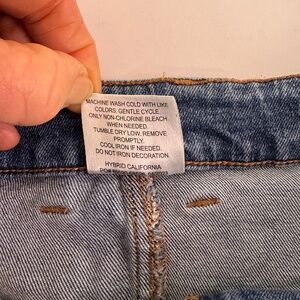 MACHINE WASH COLD WITH LIKE
COLORS, GENTLE CYCLE.
ONLY NON-CHLORINE BLEACH
WHEN NEEDED.
TUMBLE DRY LOW, REMOVE
PROMPTLY.
COOL IRON IF NEEDED.
DO NOT IRON DECORATION.
HYBRID CALIFORNIA